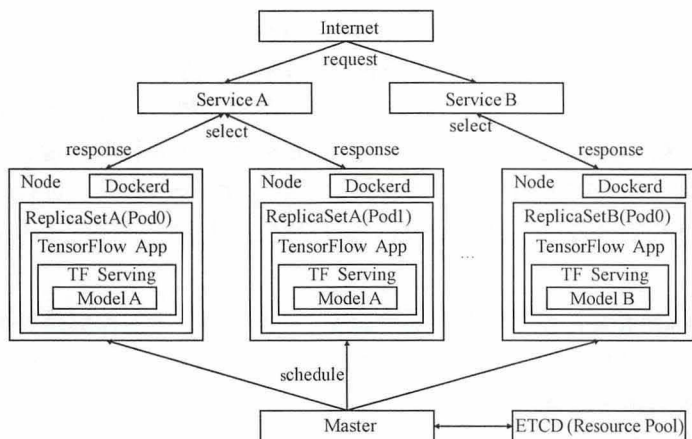 Internet
request
Service A
Service B
select
select
response
response
response
Node
Dockerd
Node
Dockerd
Node
Dockerd
ReplicaSetA(Pod0)
ReplicaSetA(Pod1)
ReplicaSetB(Pod0)
TensorFlow App
TensorFlow App
TensorFlow App
TF Serving
TF Serving
TF Serving
Model A
Model A
Model B
...
schedule
Master
ETCD (Resource Pool)